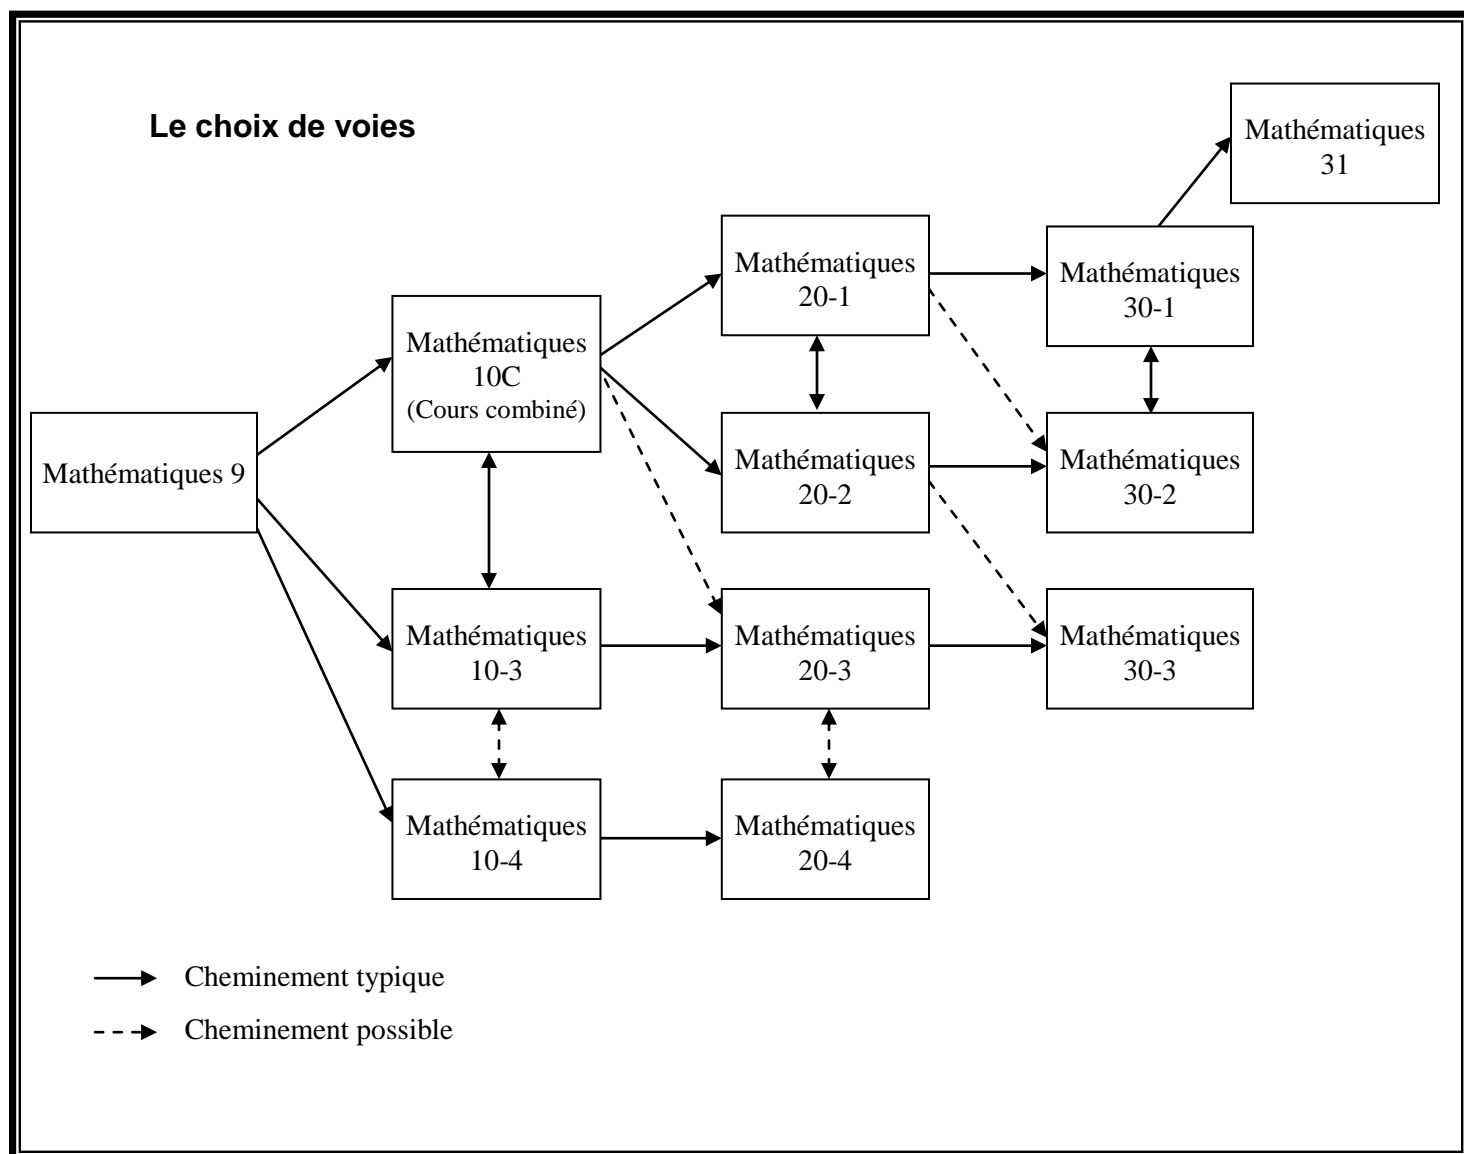 Le choix de voies
Mathématiques
31
Mathématiques
20-1
Mathématiques
30-1
Mathématiques
10C
(Cours combiné)
Mathématiques 9
Mathématiques
20-2
Mathématiques
30-2
Mathématiques
10-3
Mathématiques
20-3
Mathématiques
30-3
Mathématiques
10-4
Mathématiques
20-4
Cheminement typique
Cheminement possible